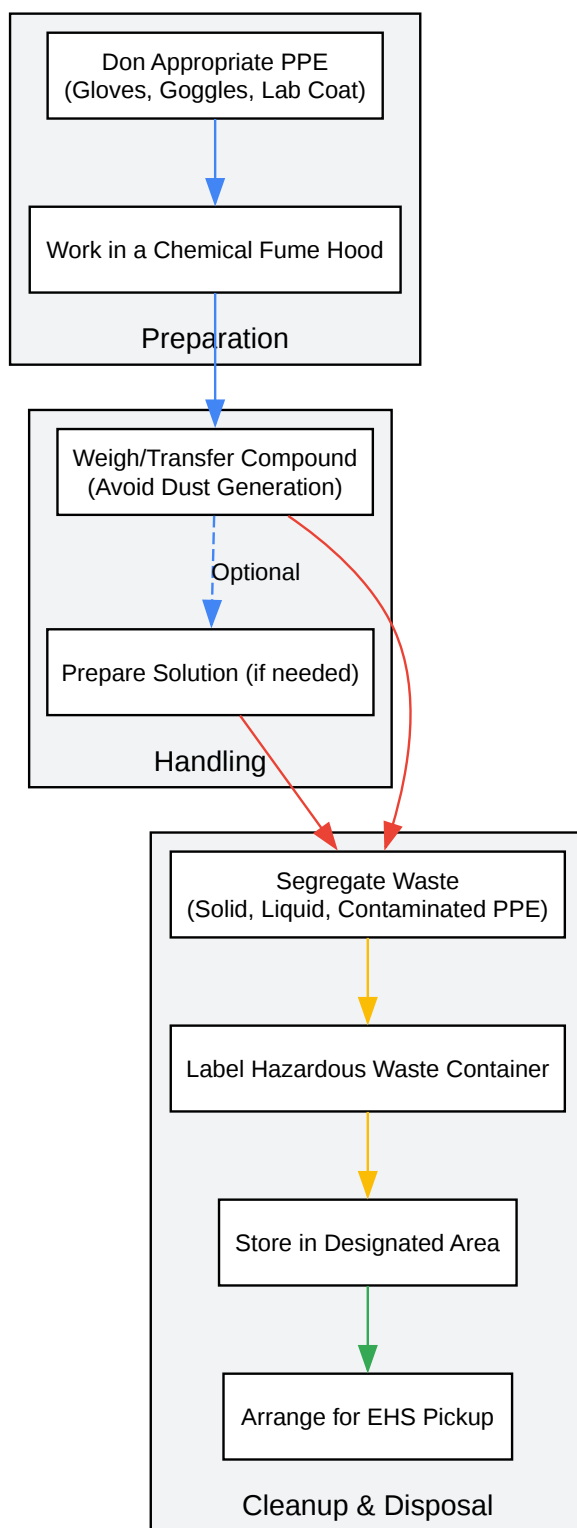 Don Appropriate PPE
(Gloves, Goggles, Lab Coat)
Work in a Chemical Fume Hood
Preparation
Weigh/Transfer Compound
(Avoid Dust Generation)
Optional
Prepare Solution (if needed)
Handling
Segregate Waste
(Solid, Liquid, Contaminated PPE)
Label Hazardous Waste Container
Store in Designated Area
Arrange for EHS Pickup
Cleanup & Disposal